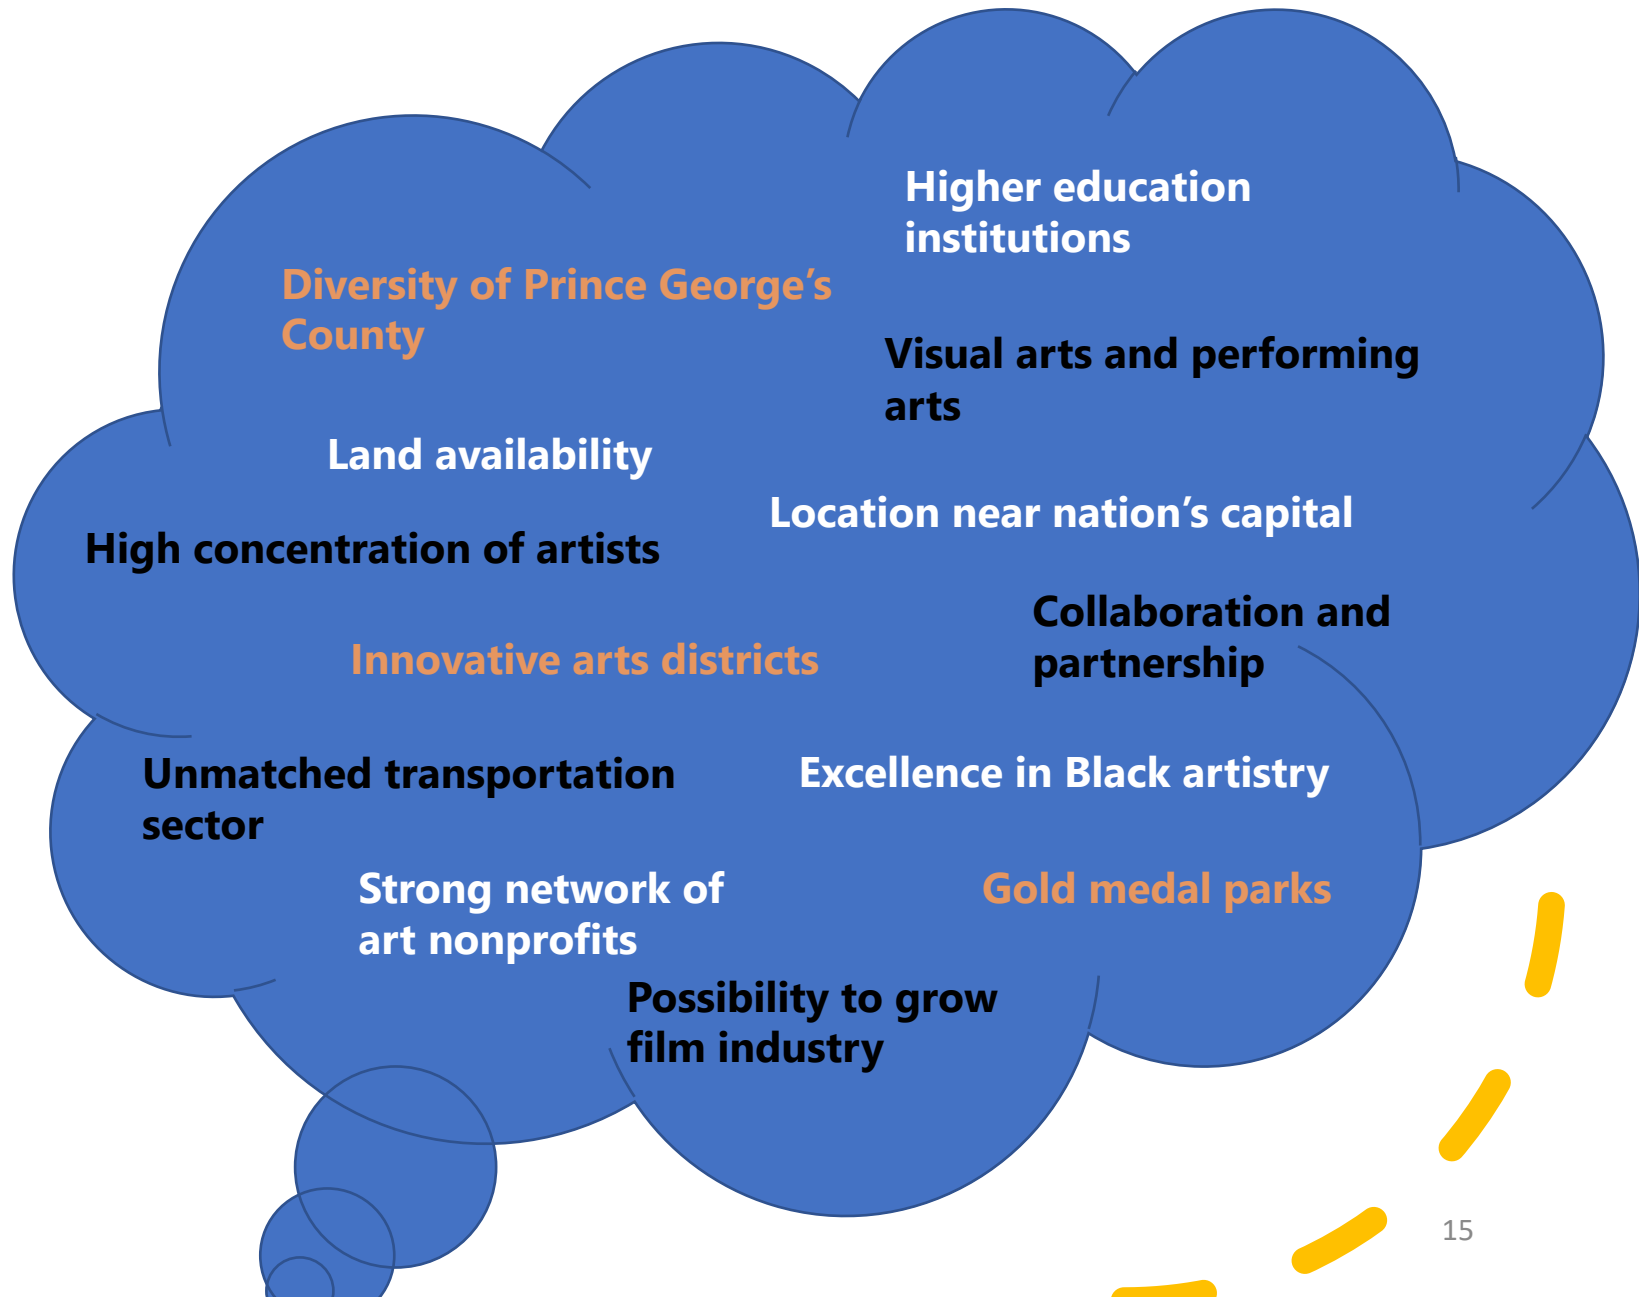 Higher education
institutions
Diversity of Prince George’s
County
Visual arts and performing
arts
Land availability
Location near nation’s capital
High concentration of artists
Collaboration and
partnership
Innovative arts districts
Unmatched transportation
sector
Excellence in Black artistry
Strong network of
art nonprofits
Gold medal parks
Possibility to grow
film industry
15